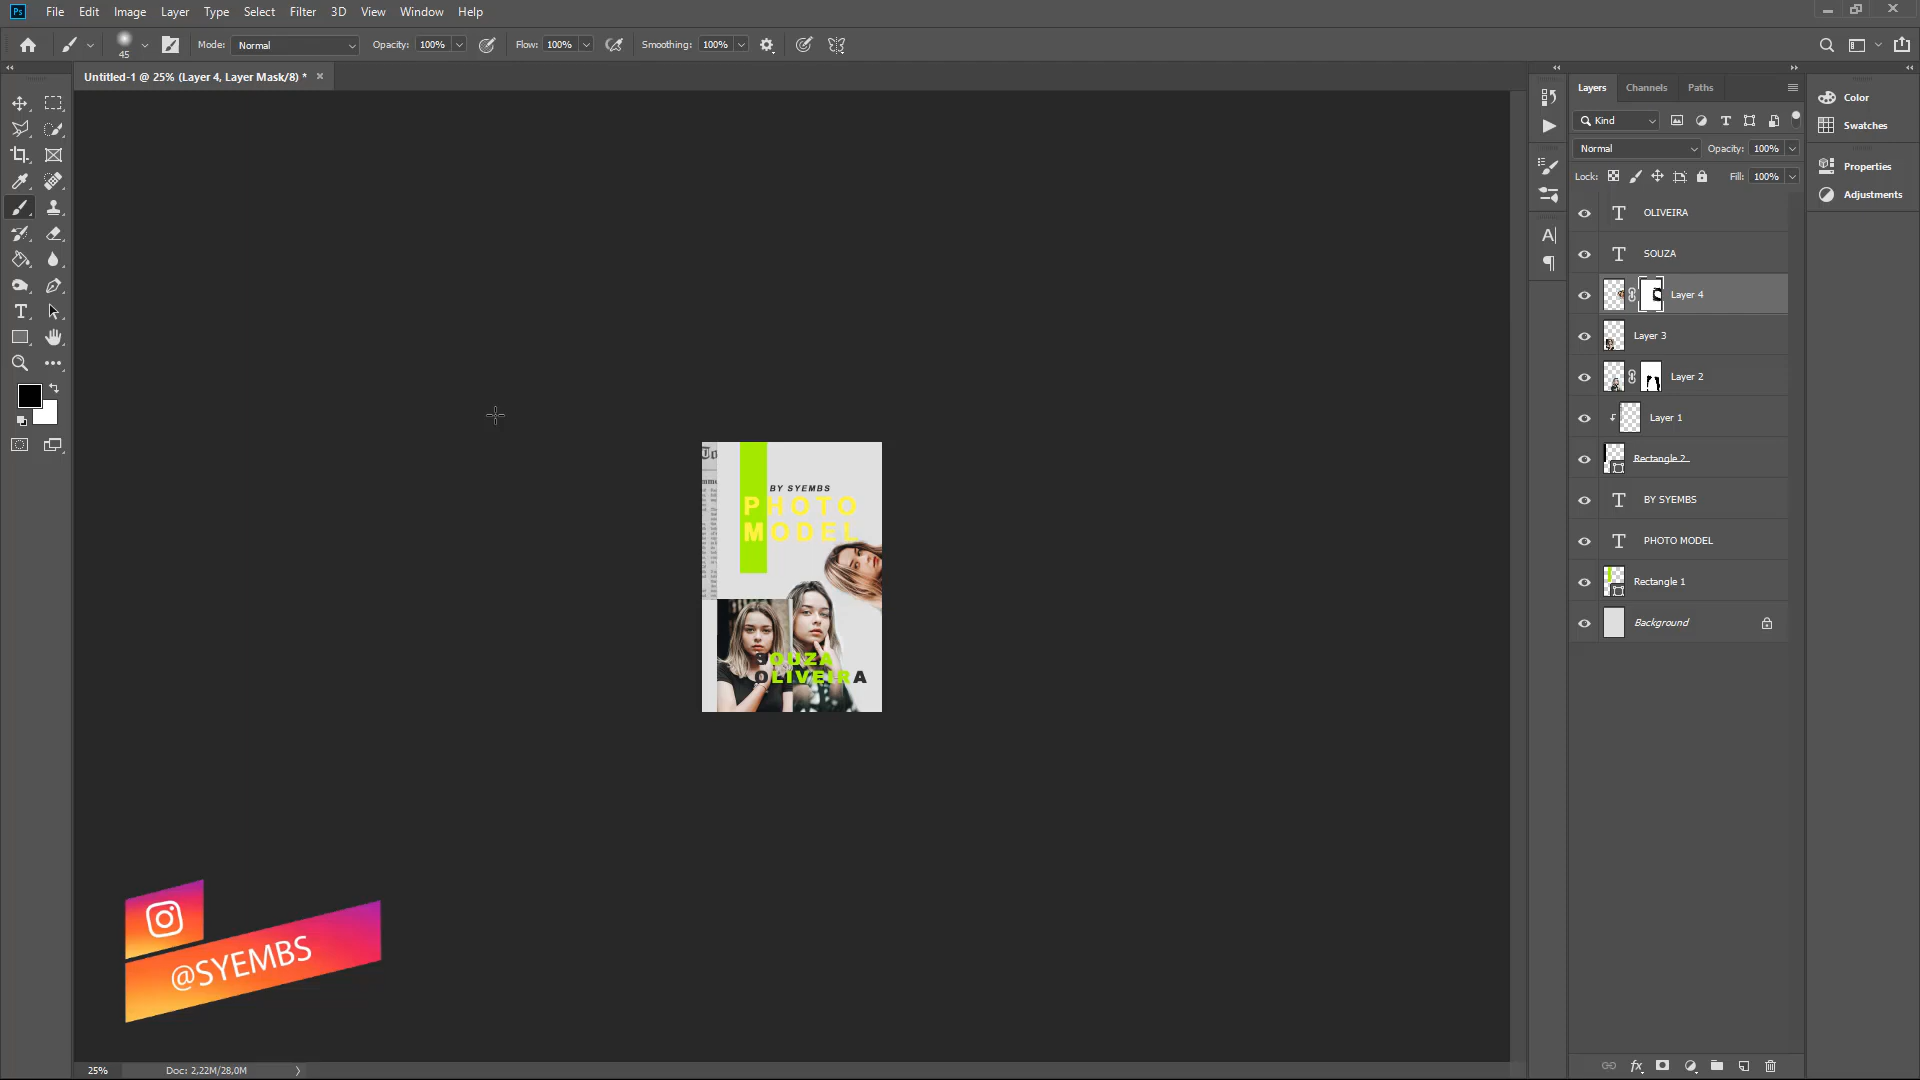 Ps File Edit Image Layer Type Select Filter 3D View Window Help
45 Mode: Normal Opacity: 100% Flow: 100% Smoothing: 100%
Untitled-1 @ 25% (Layer 4, Layer Mask/8) * ×
Layers Channels Paths
Kind
Normal Opacity: 100%
Lock: Fill: 100%
OLIVEIRA
SOUZA
Layer 4
Layer 3
Layer 2
Layer 1
Rectangle 2
BY SYEMBS
PHOTO MODEL
Rectangle 1
Background
Color
Swatches
Properties
Adjustments
BY SYEMBS
PHOTO
MODEL
SOUZA
OLIVEIRA
@SYEMBS
25% Doc: 2,22M/28,0M